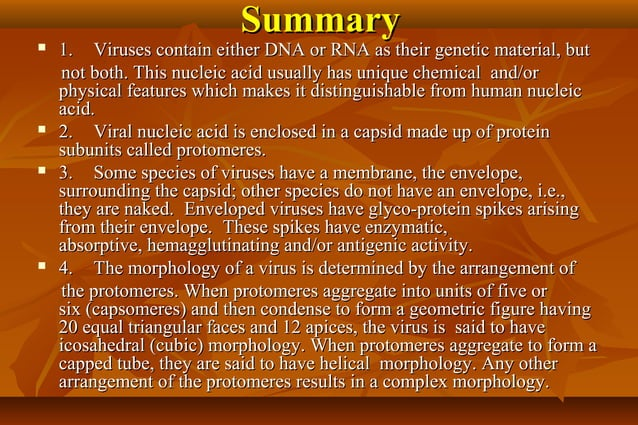 Summary
1. Viruses contain either DNA or RNA as their genetic material, but
not both. This nucleic acid usually has unique chemical and/or
physical features which makes it distinguishable from human nucleic
acid.
2. Viral nucleic acid is enclosed in a capsid made up of protein
subunits called protomeres.
3. Some species of viruses have a membrane, the envelope,
surrounding the capsid; other species do not have an envelope, i.e.,
they are naked. Enveloped viruses have glyco-protein spikes arising
from their envelope. These spikes have enzymatic,
absorptive, hemagglutinating and/or antigenic activity.
4. The morphology of a virus is determined by the arrangement of
the protomeres. When protomeres aggregate into units of five or
six (capsomeres) and then condense to form a geometric figure having
20 equal triangular faces and 12 apices, the virus is said to have
icosahedral (cubic) morphology. When protomeres aggregate to form a
capped tube, they are said to have helical morphology. Any other
arrangement of the protomeres results in a complex morphology.